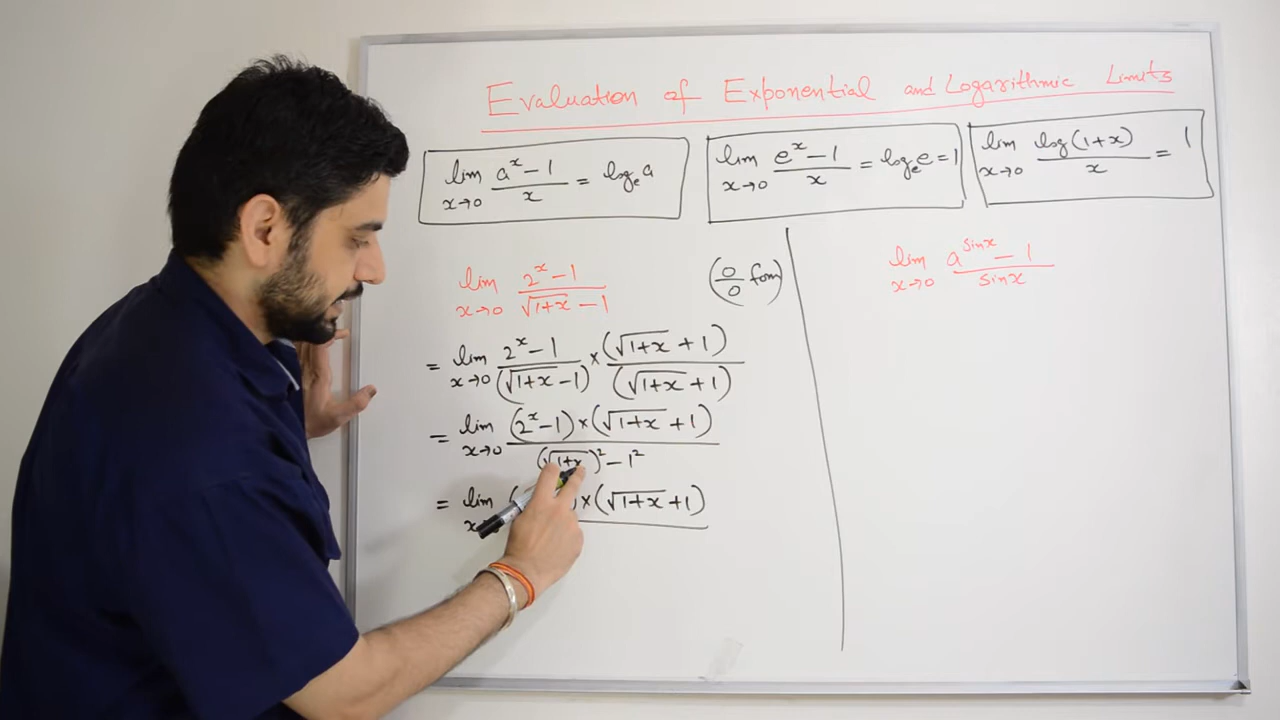 Evaluation of Exponential and Logarithmic Limits
lim x→0 (a^x − 1)/x = log_e a
lim x→0 (e^x − 1)/x = log_e e = 1
lim x→0 log(1+x)/x = 1
lim x→0 (2^x − 1)/(√(1+x) − 1) (0/0 form)
= lim x→0 (2^x − 1)/(√(1+x) − 1) × (√(1+x) + 1)/(√(1+x) + 1)
= lim x→0 (2^x − 1) × (√(1+x) + 1)/((√(1+x))^2 − 1^2)
= lim × (√(1+x) + 1)
lim x→0 (a^sinx − 1)/sinx